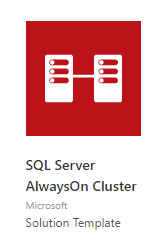 SQL Server
AlwaysOn Cluster
Microsoft
Solution Template